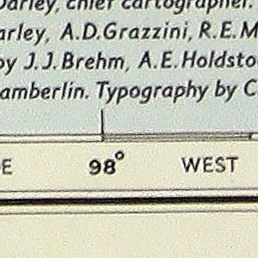 Darley, chief cartographer.
arley, A.D.Grazzini, R.E.M
by J.J.Brehm, A.E.Holdsto
amberlin. Typography by C
E 98° WEST